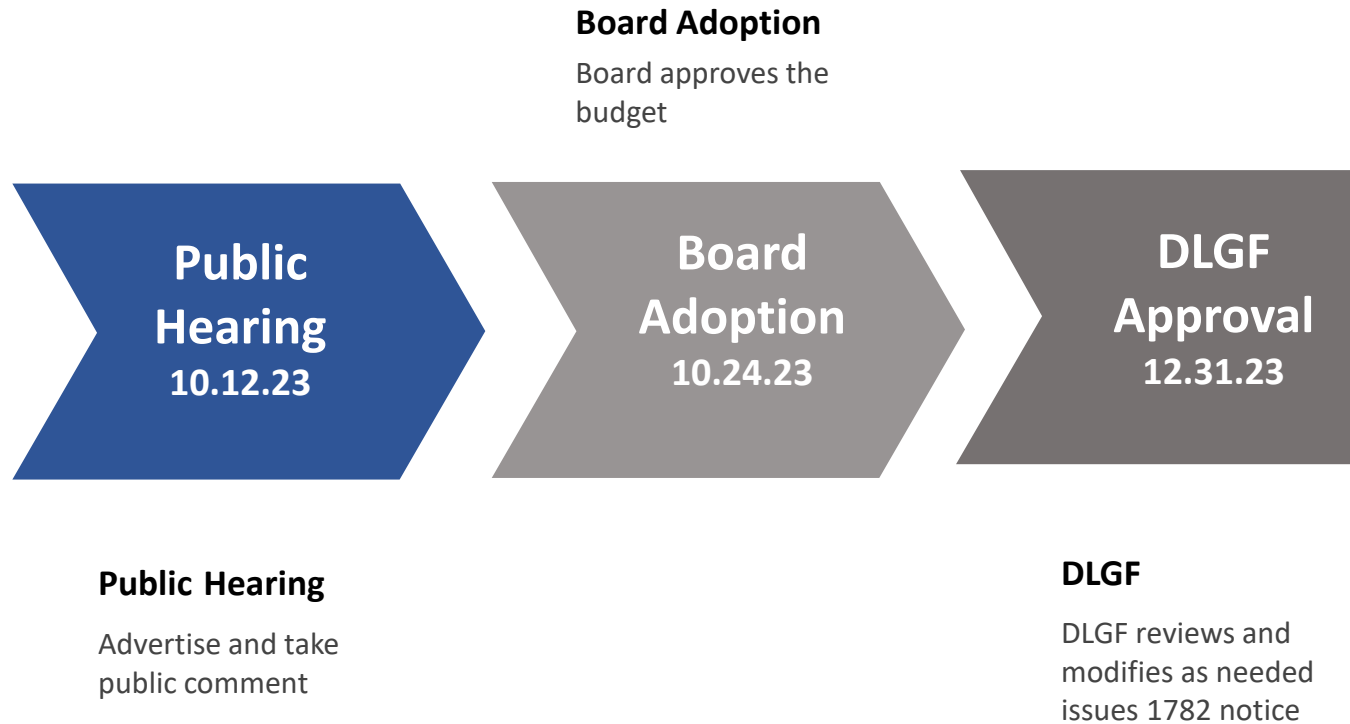 Board Adoption
Board approves the
budget
Public
Hearing
10.12.23
Board
Adoption
10.24.23
DLGF
Approval
12.31.23
Public Hearing
Advertise and take
public comment
DLGF
DLGF reviews and
modifies as needed
issues 1782 notice